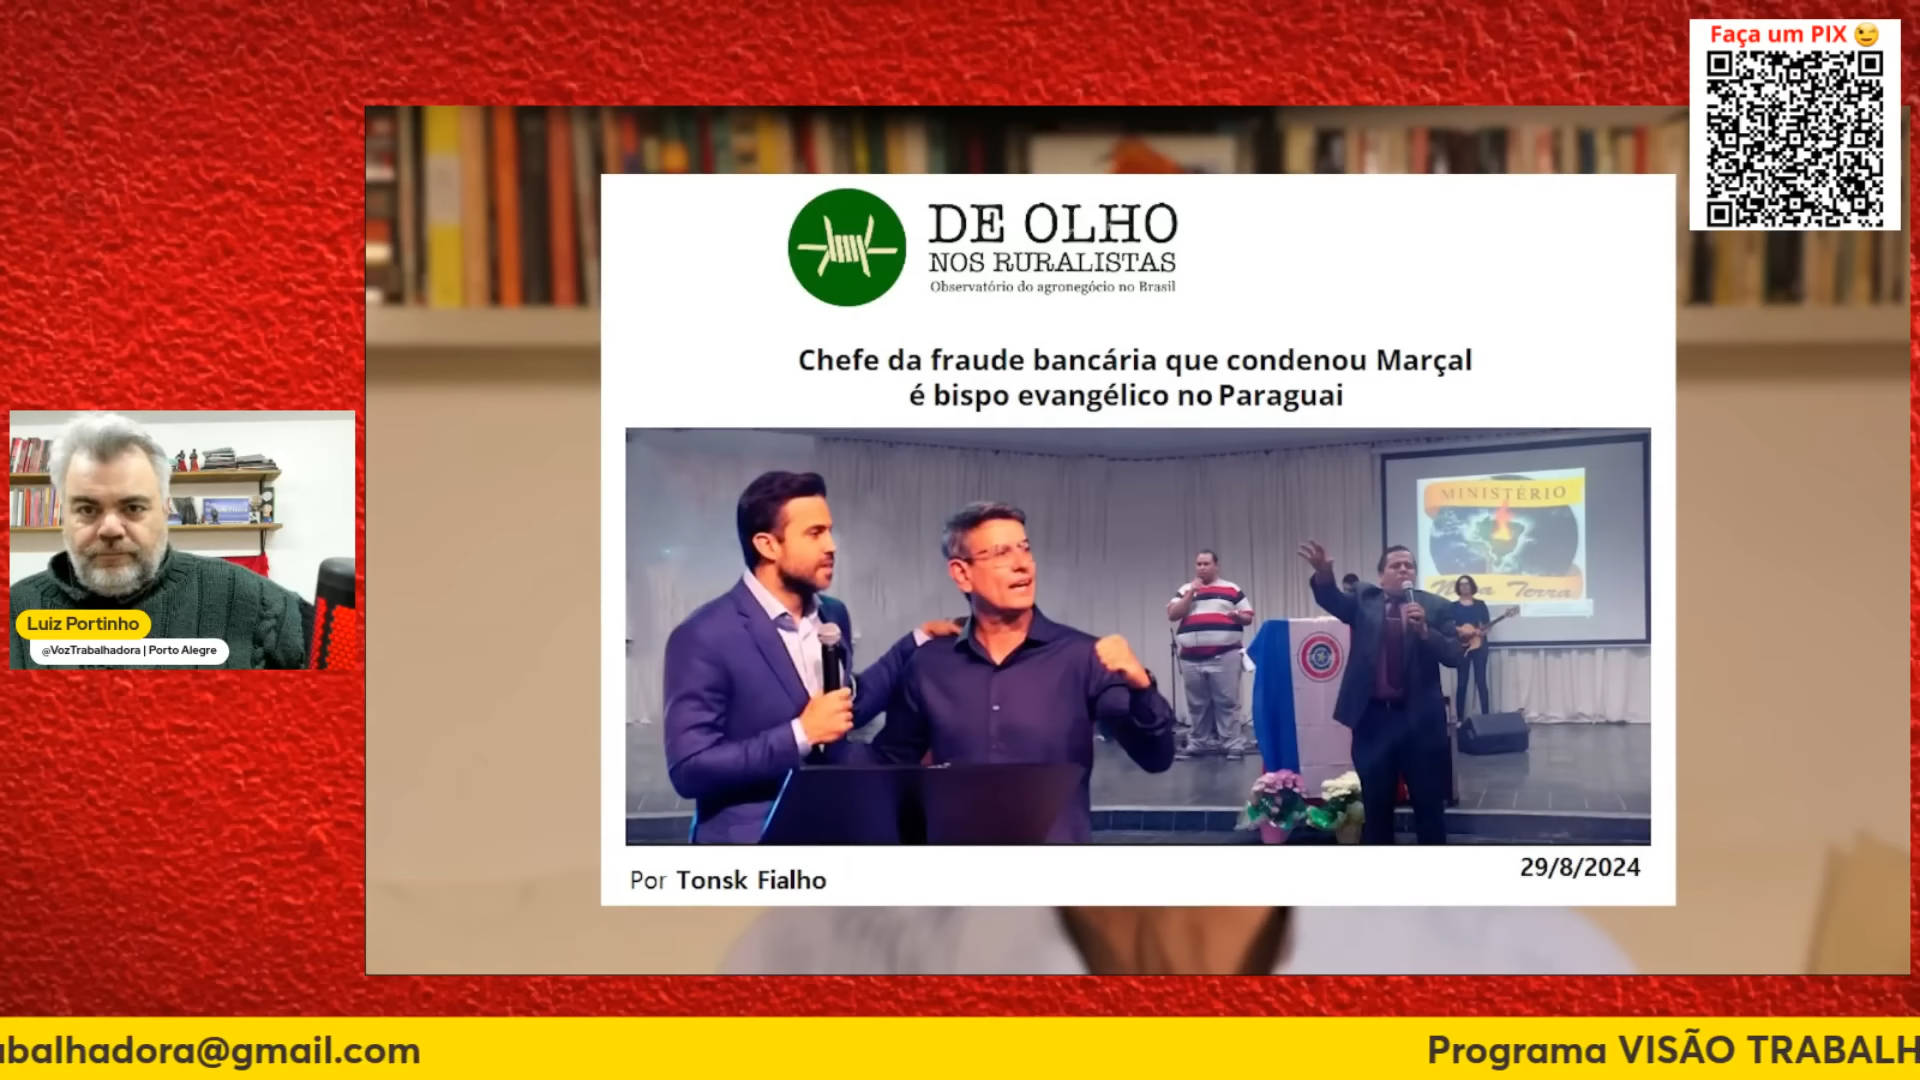 Faça um PIX
DE OLHO
NOS RURALISTAS
Observatório do agronegócio no Brasil
Chefe da fraude bancária que condenou Marçal
é bispo evangélico no Paraguai
MINISTÉRIO
Terra
Luiz Portinho
@VozTrabalhadora | Porto Alegre
Por Tonsk Fialho
29/8/2024
abalhadora@gmail.com
Programa VISÃO TRABALH